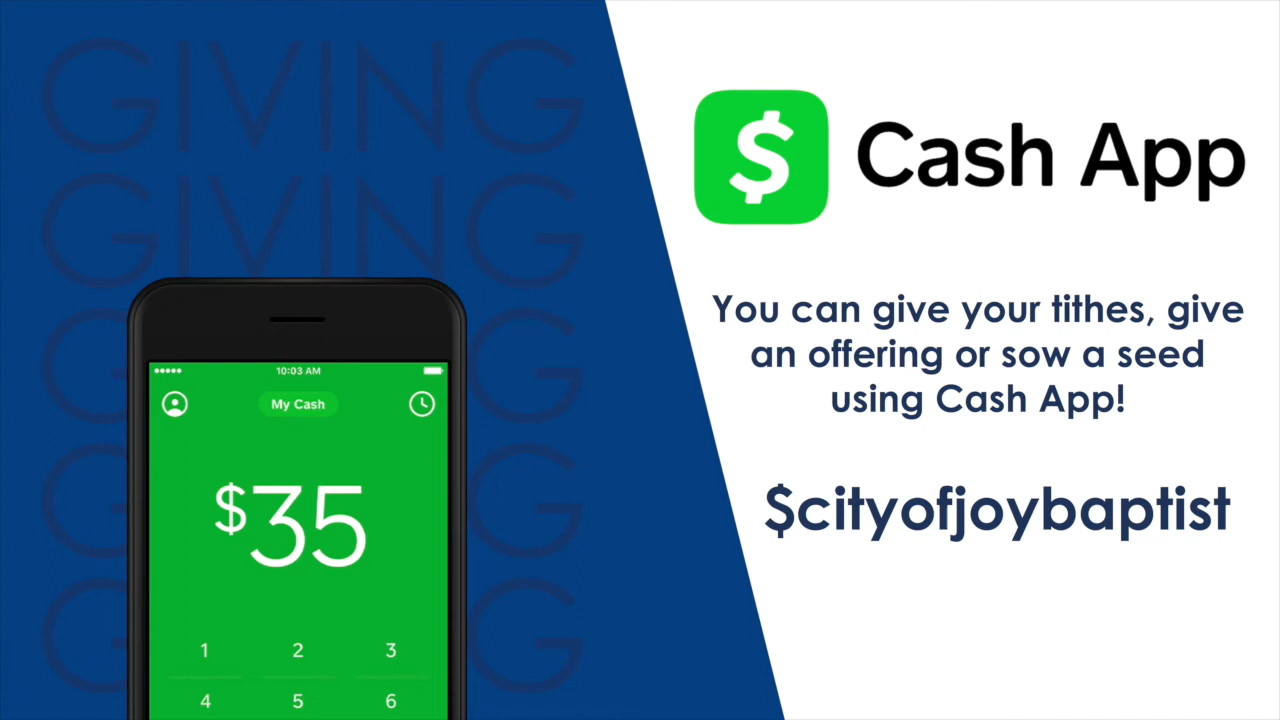 GIVING
GIVING
G G
G G
G G
10:03 AM
My Cash
$35
1 2 3
4 5 6
$ Cash App
You can give your tithes, give
an offering or sow a seed
using Cash App!
$cityofjoybaptist